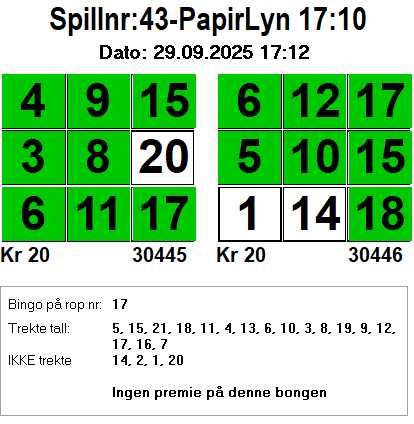 Spillnr:43-PapirLyn 17:10
Dato: 29.09.2025 17:12
4 9 15 6 12 17
3 8 20 5 10 15
6 11 17 1 14 18
Kr 20 30445 Kr 20 30446
Bingo på rop nr: 17
Trekte tall: 5, 15, 21, 18, 11, 4, 13, 6, 10, 3, 8, 19, 9, 12,
17, 16, 7
IKKE trekte 14, 2, 1, 20
Ingen premie på denne bongen